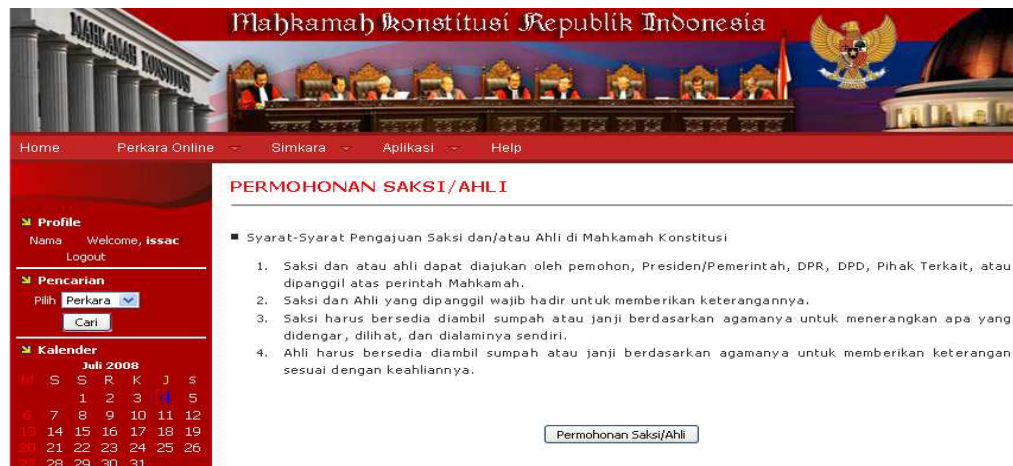 MAHKAMAH KONSTITUSI
Mahkamah Konstitusi Republik Indonesia
Home Perkara Online Simkara Aplikasi Help
PERMOHONAN SAKSI/AHLI
Profile
Nama Welcome, issac
Logout
Pencarian
Pilih Perkara
Cari
Kalender
Juli 2008
M S S R K J S
1 2 3 4 5
6 7 8 9 10 11 12
13 14 15 16 17 18 19
20 21 22 23 24 25 26
27 28 29 30 31
Syarat-Syarat Pengajuan Saksi dan/atau Ahli di Mahkamah Konstitusi
1. Saksi dan atau ahli dapat diajukan oleh pemohon, Presiden/Pemerintah, DPR, DPD, Pihak Terkait, atau
dipanggil atas perintah Mahkamah.
2. Saksi dan Ahli yang dipanggil wajib hadir untuk memberikan keterangannya.
3. Saksi harus bersedia diambil sumpah atau janji berdasarkan agamanya untuk menerangkan apa yang
didengar, dilihat, dan dialaminya sendiri.
4. Ahli harus bersedia diambil sumpah atau janji berdasarkan agamanya untuk memberikan keterangan
sesuai dengan keahliannya.
Permohonan Saksi/Ahli